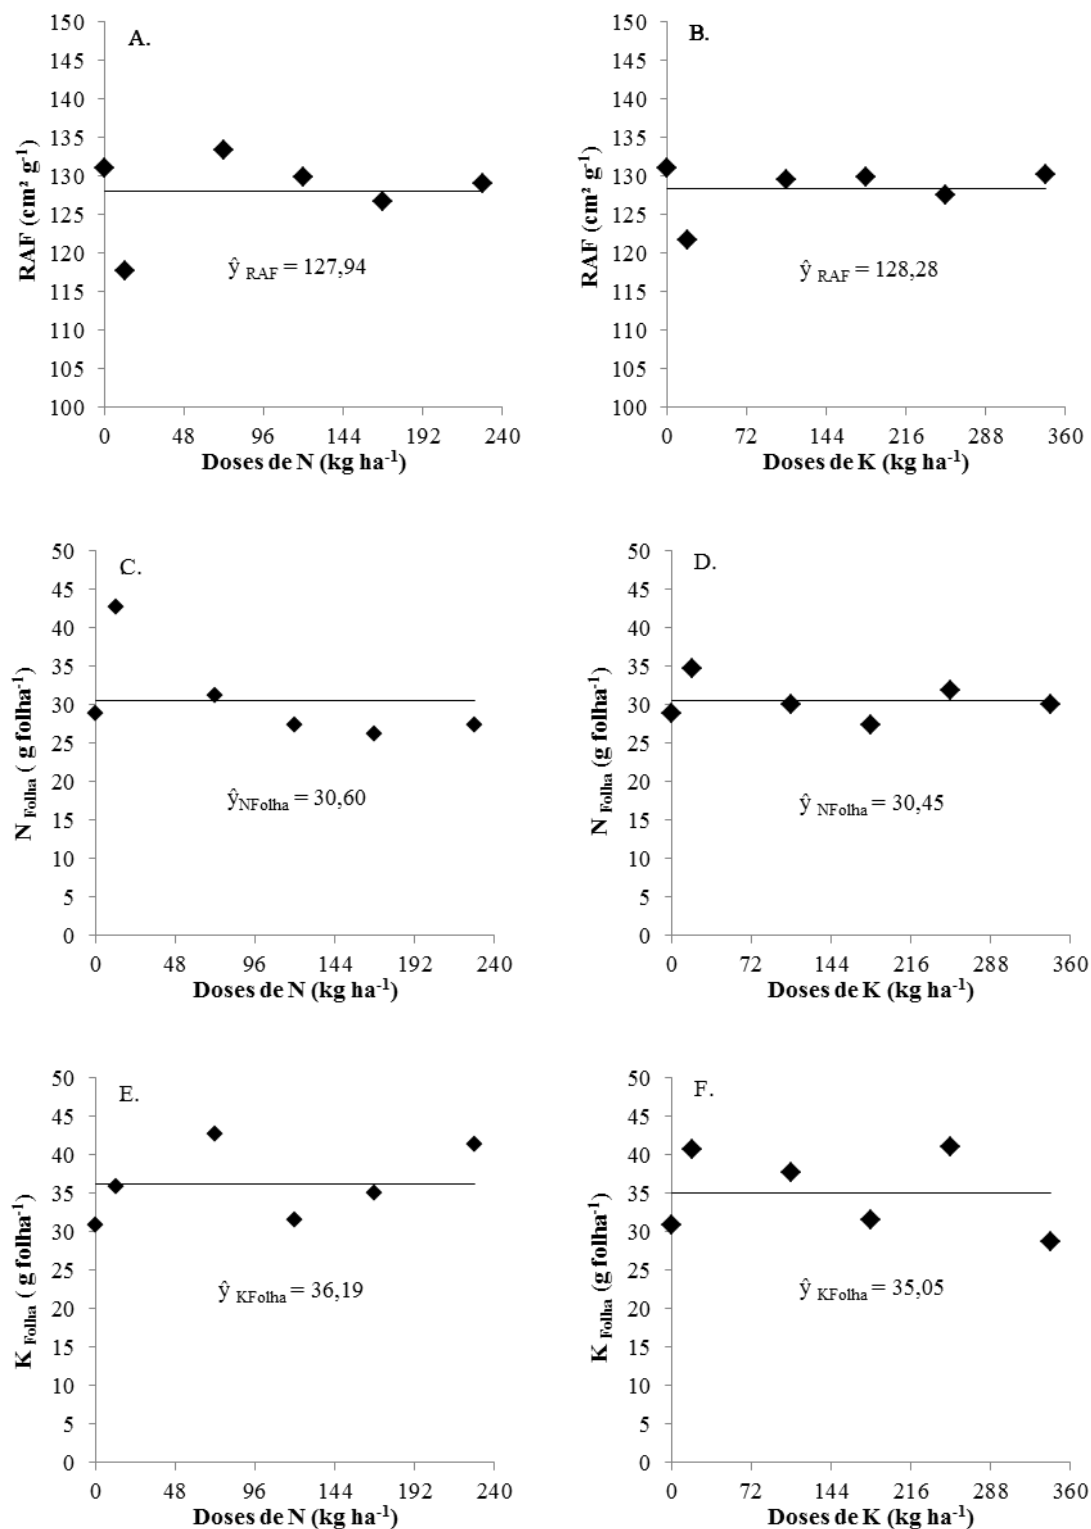 A.
RAF (cm² g⁻¹)
150
145
140
135
130
125
120
115
110
105
100
ŷ RAF = 127,94
0 48 96 144 192 240
Doses de N (kg ha⁻¹)
B.
RAF (cm² g⁻¹)
150
145
140
135
130
125
120
115
110
105
100
ŷ RAF = 128,28
0 72 144 216 288 360
Doses de K (kg ha⁻¹)
C.
N Folha ( g folha⁻¹)
50
45
40
35
30
25
20
15
10
5
0
ŷNFolha = 30,60
0 48 96 144 192 240
Doses de N (kg ha⁻¹)
D.
N Folha (g folha⁻¹)
50
45
40
35
30
25
20
15
10
5
0
ŷ NFolha = 30,45
0 72 144 216 288 360
Doses de K (kg ha⁻¹)
E.
K Folha ( g folha⁻¹)
50
45
40
35
30
25
20
15
10
5
0
ŷ KFolha = 36,19
0 48 96 144 192 240
Doses de N (kg ha⁻¹)
F.
K Folha (g folha⁻¹)
50
45
40
35
30
25
20
15
10
5
0
ŷ KFolha = 35,05
0 72 144 216 288 360
Doses de K (kg ha⁻¹)